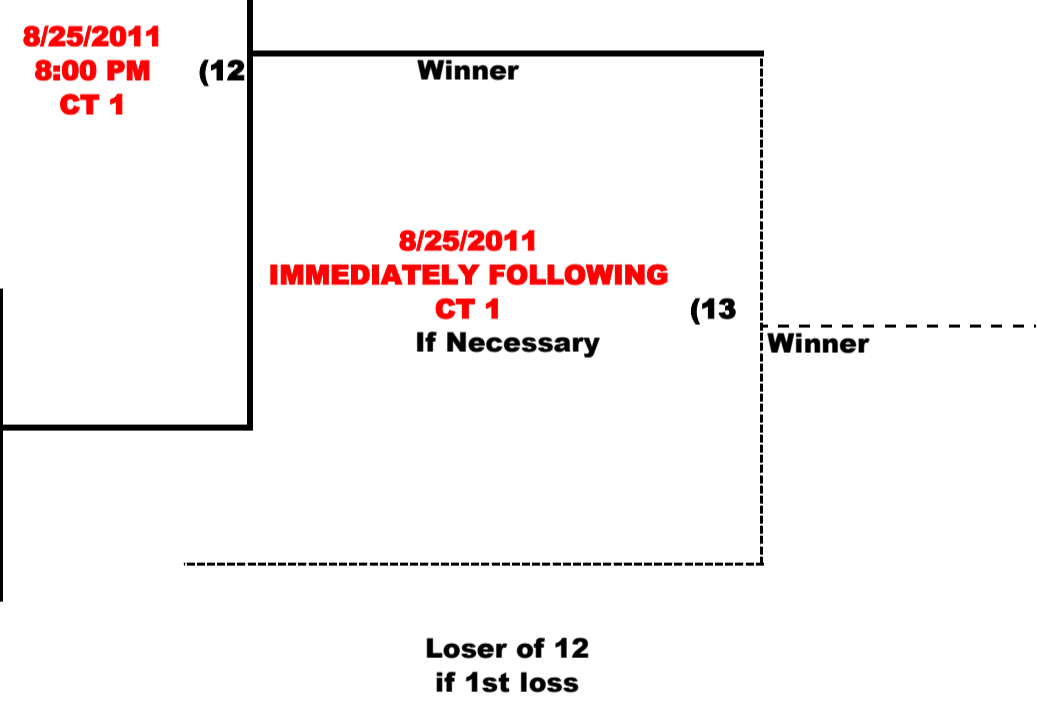 8/25/2011
8:00 PM (12
CT 1
Winner
8/25/2011
IMMEDIATELY FOLLOWING
CT 1 (13
If Necessary
Winner
Loser of 12
if 1st loss